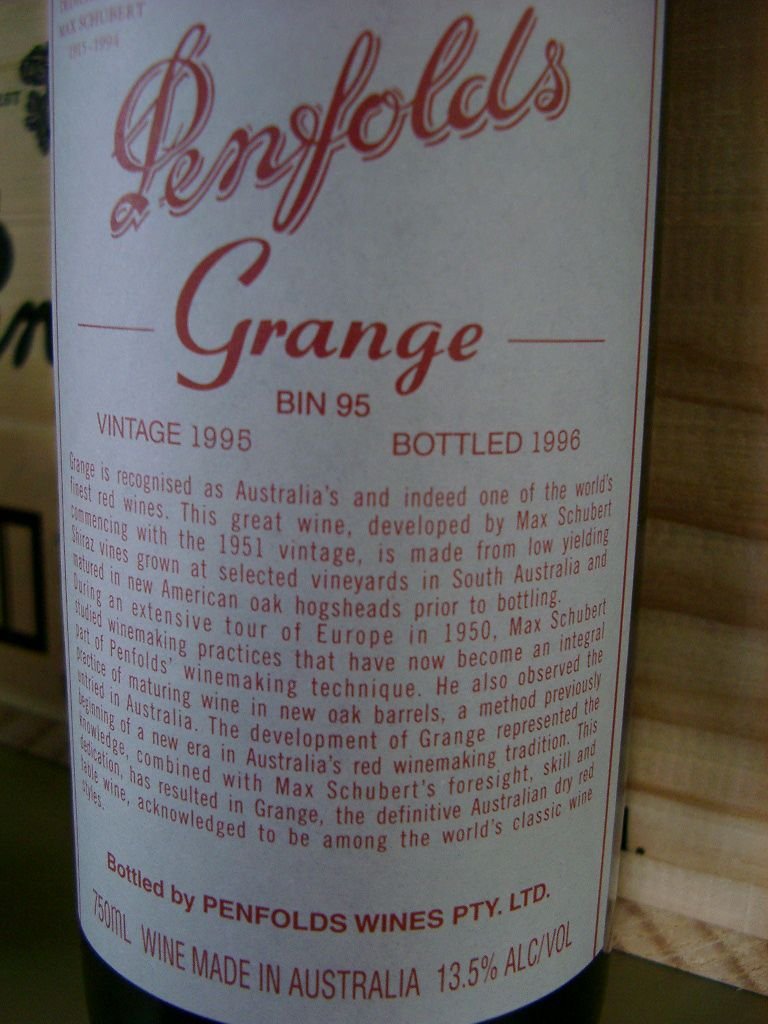 MAX SCHUBERT
1915-1994
Penfolds
Grange
BIN 95
VINTAGE 1995 BOTTLED 1996
Grange is recognised as Australia's and indeed one of the world's
finest red wines. This great wine, developed by Max Schubert
commencing with the 1951 vintage, is made from low yielding
Shiraz vines grown at selected vineyards in South Australia and
matured in new American oak hogsheads prior to bottling.
During an extensive tour of Europe in 1950, Max Schubert
studied winemaking practices that have now become an integral
part of Penfolds' winemaking technique. He also observed the
practice of maturing wine in new oak barrels, a method previously
untried in Australia. The development of Grange represented the
beginning of a new era in Australia's red winemaking tradition. This
knowledge, combined with Max Schubert's foresight, skill and
dedication, has resulted in Grange, the definitive Australian dry red
table wine, acknowledged to be among the world's classic wine
styles.
Bottled by PENFOLDS WINES PTY. LTD.
750ML WINE MADE IN AUSTRALIA 13.5% ALC/VOL